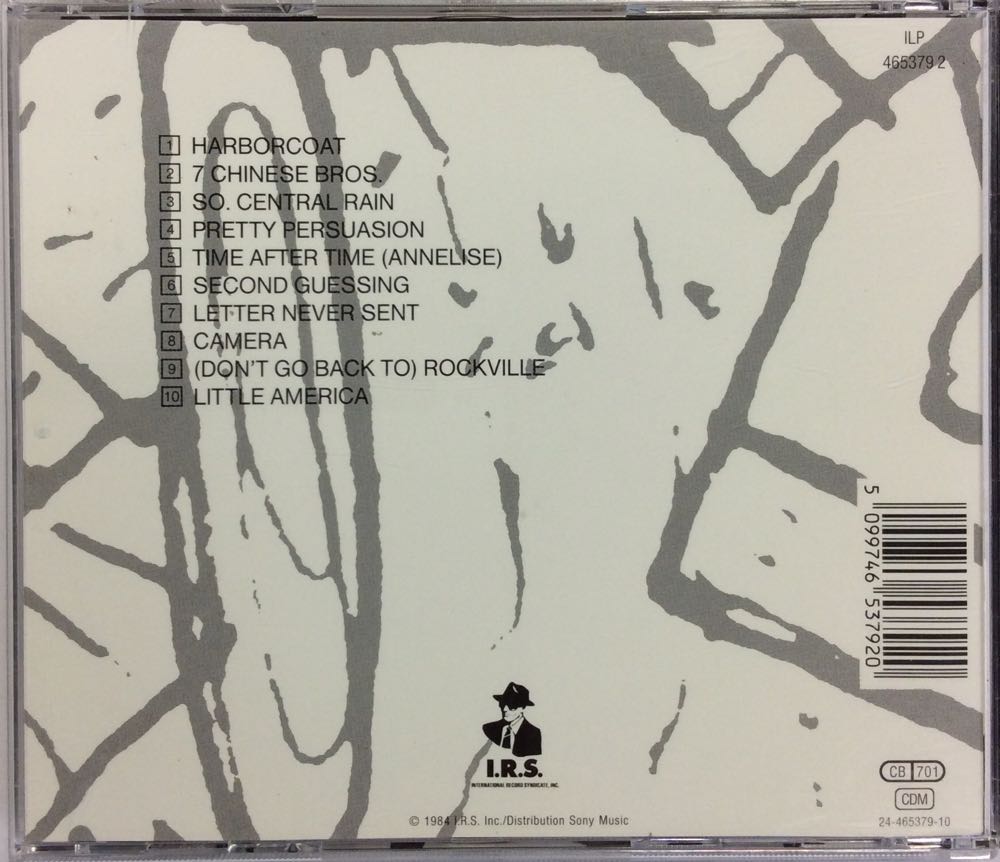 ILP
465379 2
1 HARBORCOAT
2 7 CHINESE BROS.
3 SO. CENTRAL RAIN
4 PRETTY PERSUASION
5 TIME AFTER TIME (ANNELISE)
6 SECOND GUESSING
7 LETTER NEVER SENT
8 CAMERA
9 (DON'T GO BACK TO) ROCKVILLE
10 LITTLE AMERICA
5 099746 537920
I.R.S.
INTERNATIONAL RECORD SYNDICATE, INC.
© 1984 I.R.S. Inc./Distribution Sony Music
CB 701
CDM
24-465379-10